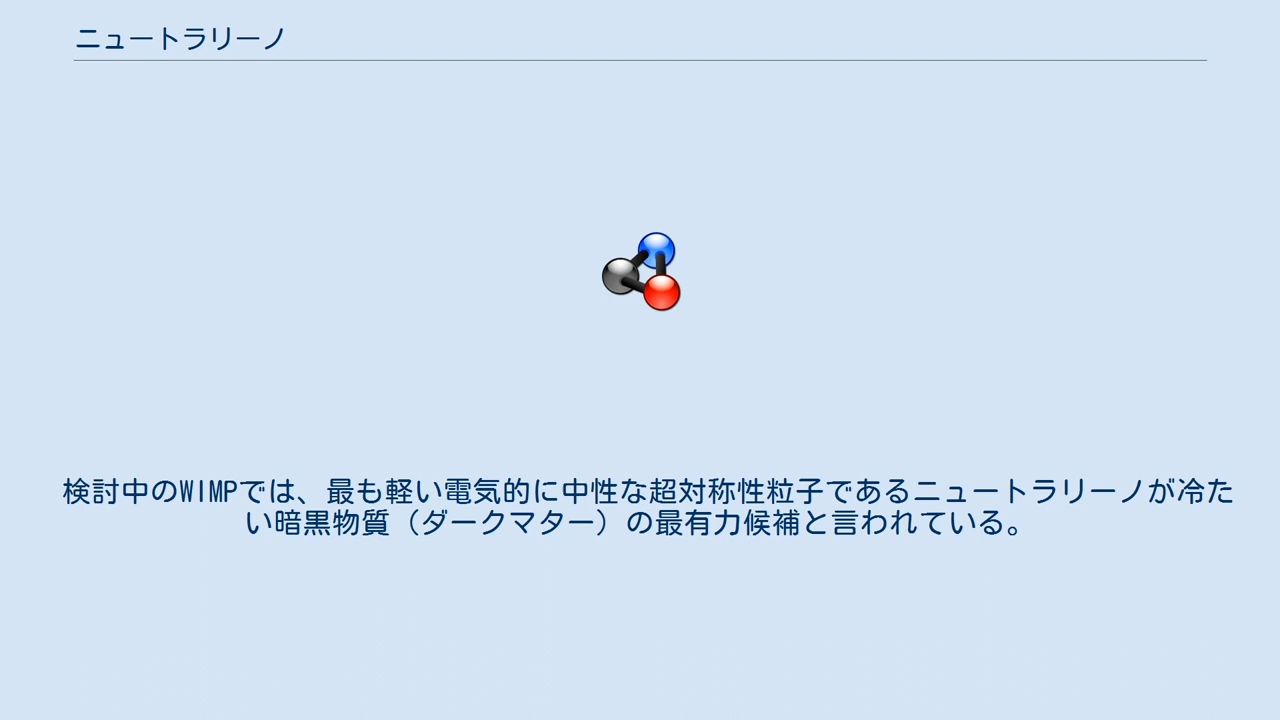 ニュートラリーノ
検討中のWIMPでは、最も軽い電気的に中性な超対称性粒子であるニュートラリーノが冷た
い暗黒物質（ダークマター）の最有力候補と言われている。